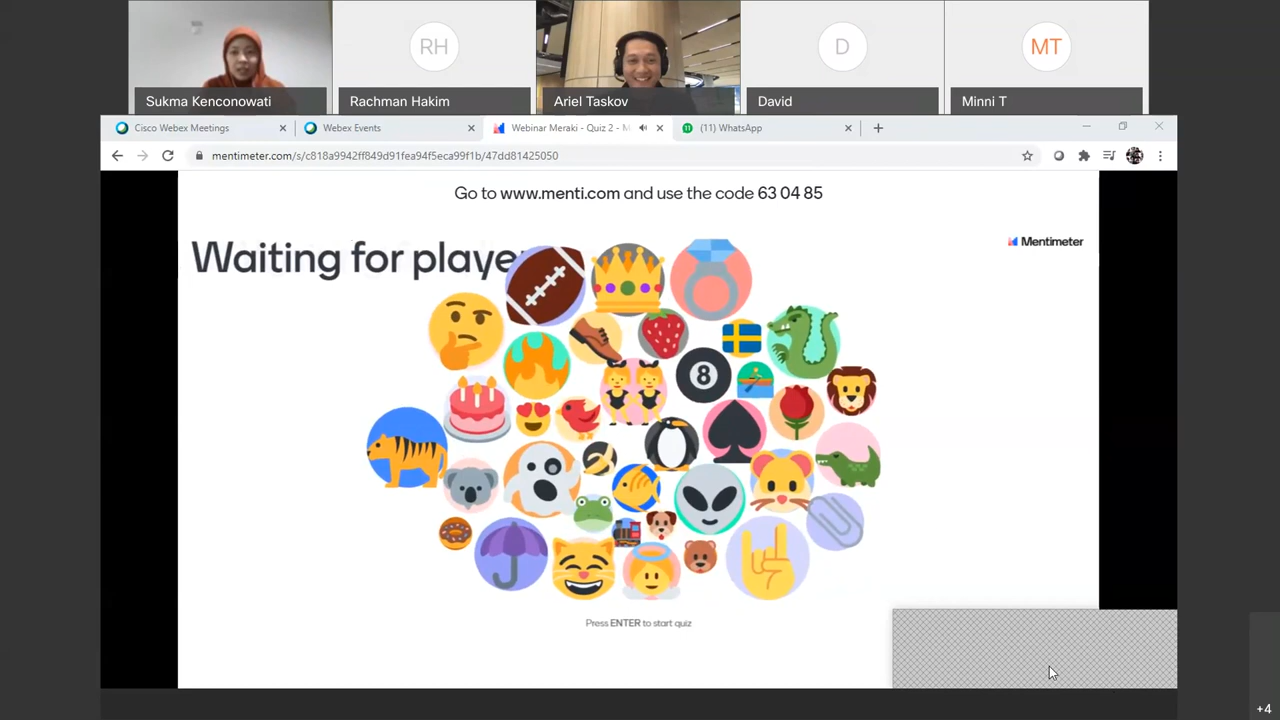 RH
D
MT
Sukma Kenconowati
Rachman Hakim
Ariel Taskov
David
Minni T
Cisco Webex Meetings
Webex Events
Webinar Meraki - Quiz 2 - M
(11) WhatsApp
mentimeter.com/s/c818a9942ff849d91fea94f5eca99f1b/47dd81425050
Go to www.menti.com and use the code 63 04 85
Mentimeter
Waiting for player
8
Press ENTER to start quiz
+4